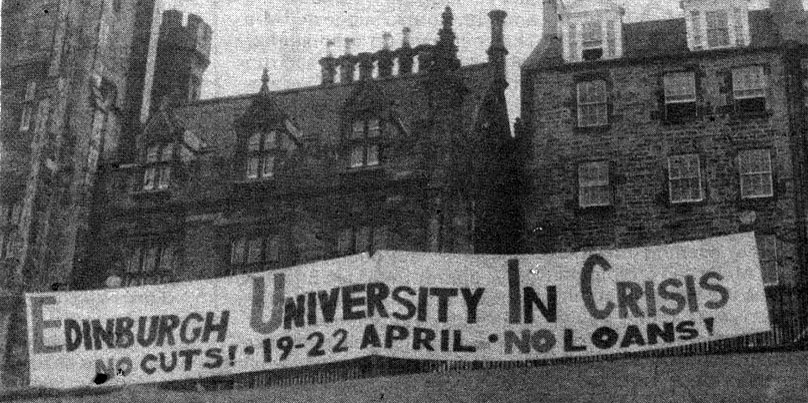 EDINBURGH UNIVERSITY IN CRISIS
NO CUTS! • 19-22 APRIL • NO LOANS!